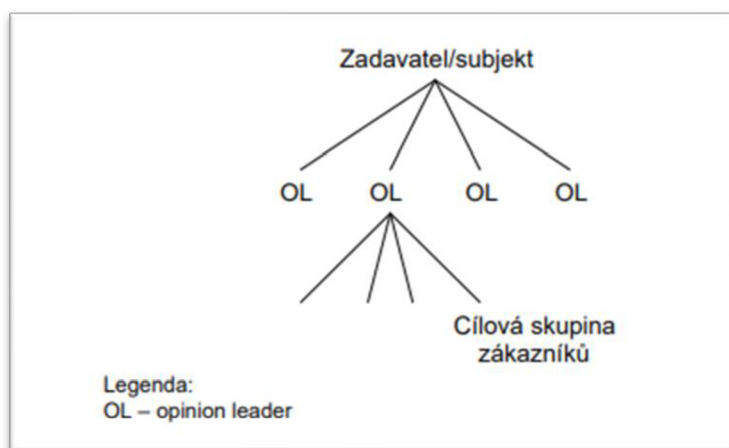 Zadavatel/subjekt
OL OL OL OL
Cílová skupina
zákazníků
Legenda:
OL – opinion leader